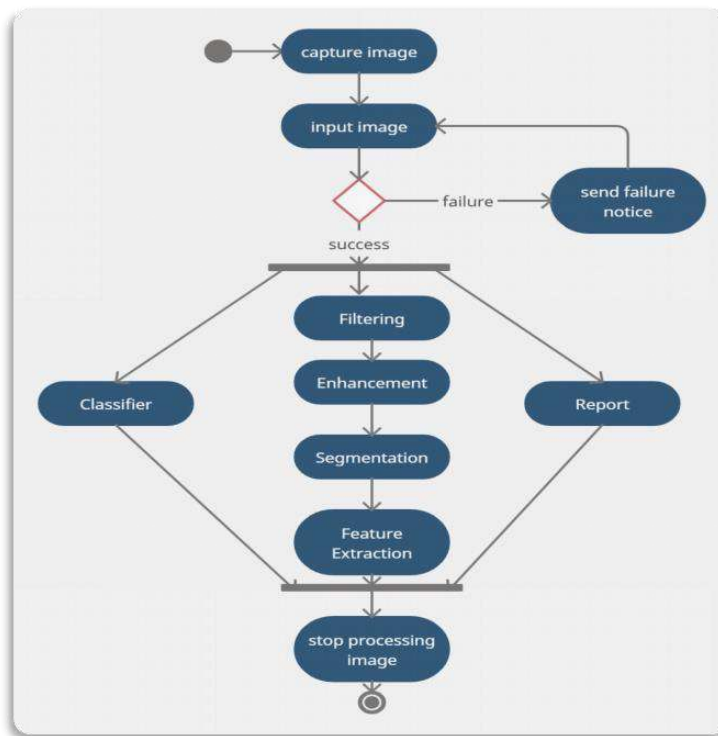 capture image
input image
failure
send failure
notice
success
Filtering
Enhancement
Classifier
Report
Segmentation
Feature
Extraction
stop processing
image